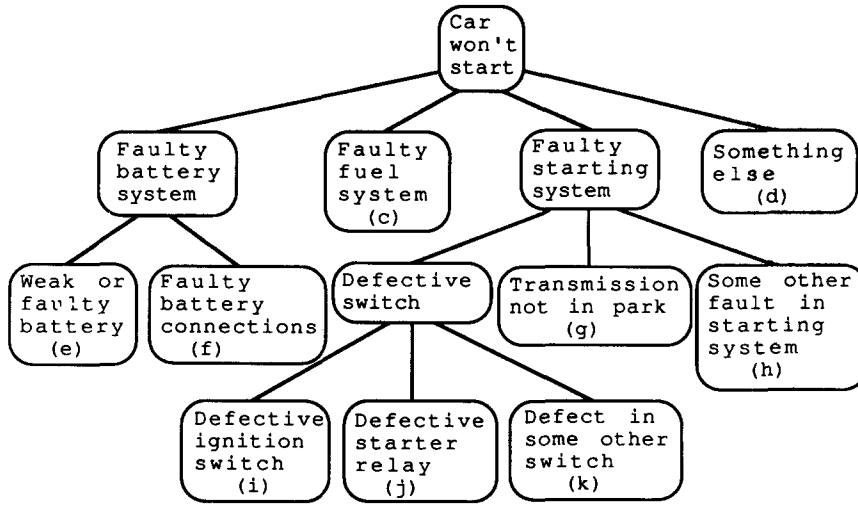 Car
won't
start
Faulty
battery
system
Faulty
fuel
system
(c)
Faulty
starting
system
Something
else
(d)
Weak or
faulty
battery
(e)
Faulty
battery
connections
(f)
Defective
switch
Transmission
not in park
(g)
Some other
fault in
starting
system
(h)
Defective
ignition
switch
(i)
Defective
starter
relay
(j)
Defect in
some other
switch
(k)